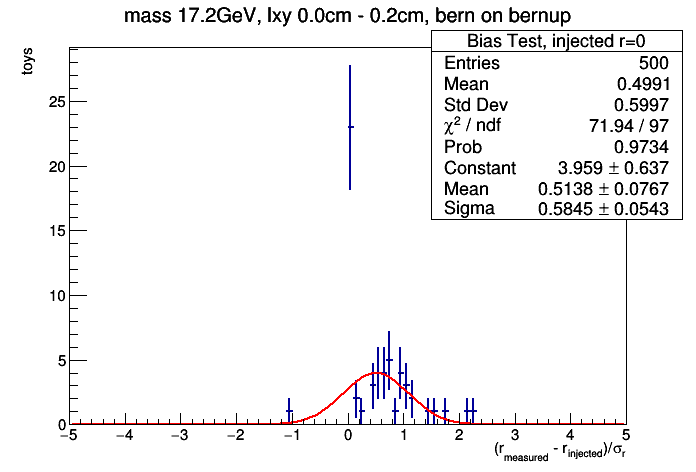 mass 17.2GeV, lxy 0.0cm - 0.2cm, bern on bernup
Bias Test, injected r=0
Entries 500
Mean 0.4991
Std Dev 0.5997
χ² / ndf 71.94 / 97
Prob 0.9734
Constant 3.959 ± 0.637
Mean 0.5138 ± 0.0767
Sigma 0.5845 ± 0.0543
toys
25
20
15
10
5
0
−5 −4 −3 −2 −1 0 1 2 3 4 5
(r_measured - r_injected)/σ_r